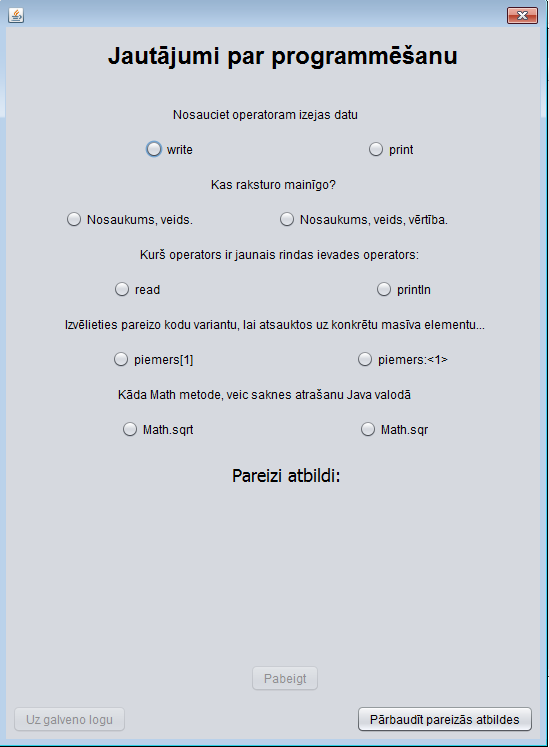 Jautājumi par programmēšanu
Nosauciet operatoram izejas datu
write print
Kas raksturo mainīgo?
Nosaukums, veids. Nosaukums, veids, vērtība.
Kurš operators ir jaunais rindas ievades operators:
read println
Izvēlieties pareizo kodu variantu, lai atsauktos uz konkrētu masīva elementu...
piemers[1] piemers:<1>
Kāda Math metode, veic saknes atrašanu Java valodā
Math.sqrt Math.sqr
Pareizi atbildi:
Pabeigt
Uz galveno logu Pārbaudīt pareizās atbildes